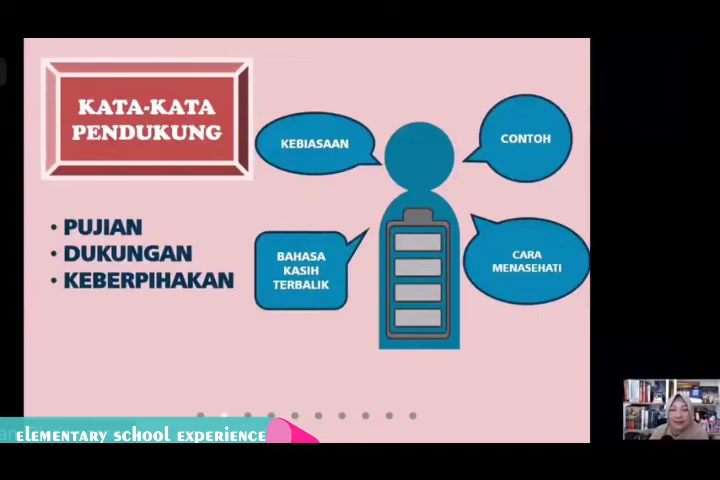 KATA-KATA
PENDUKUNG
• PUJIAN
• DUKUNGAN
• KEBERPIHAKAN
KEBIASAAN
CONTOH
BAHASA
KASIH
TERBALIK
CARA
MENASEHATI
elementary school experience